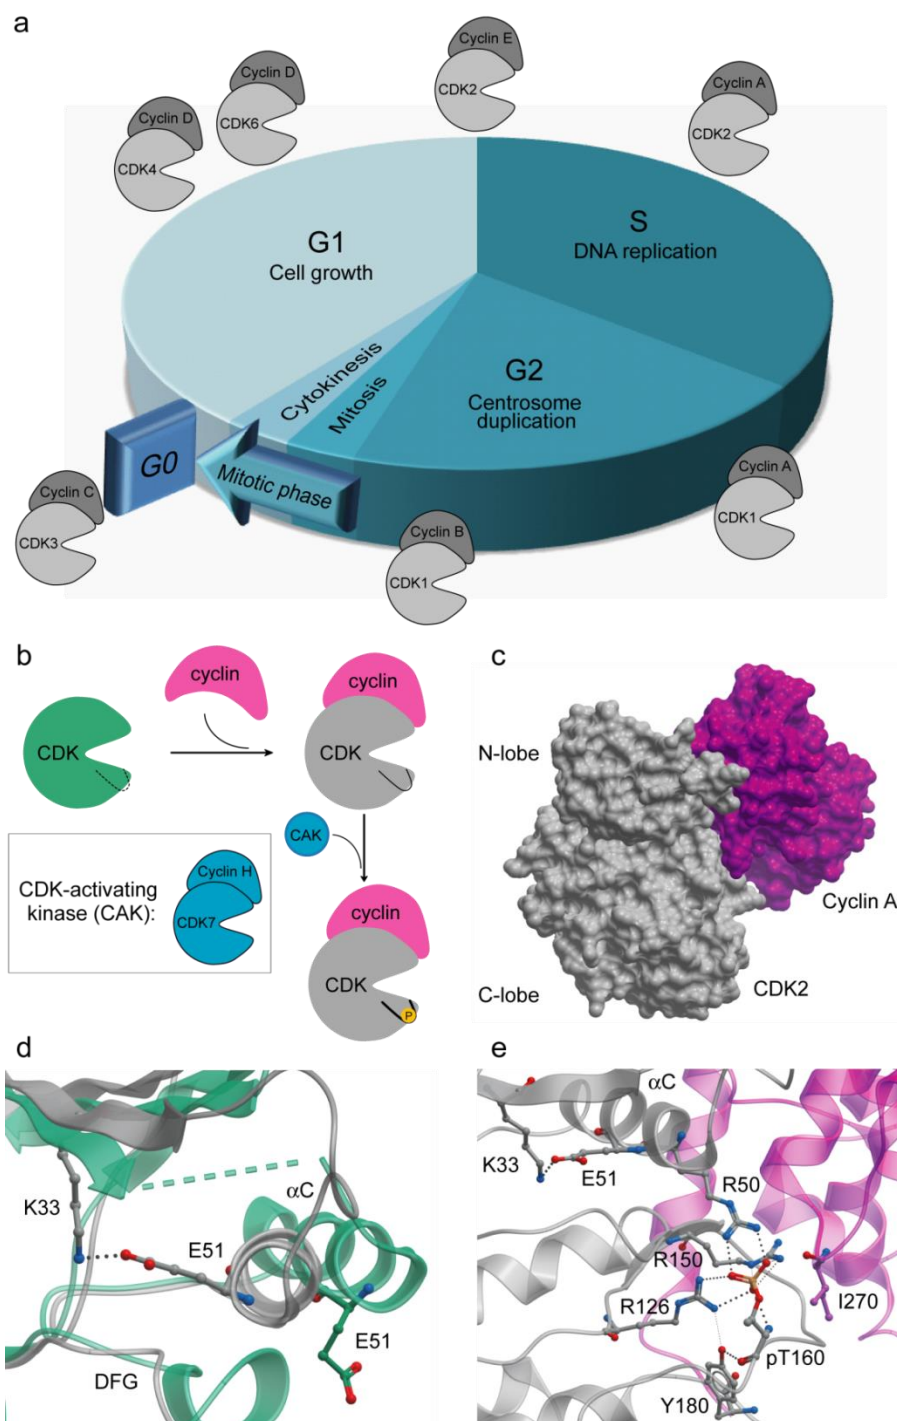 a
Cyclin E
CDK2
Cyclin D
CDK6
Cyclin A
CDK2
Cyclin D
CDK4
G1
Cell growth
S
DNA replication
G2
Centrosome
duplication
Cytokinesis
Mitosis
G0
Mitotic phase
Cyclin C
CDK3
Cyclin A
CDK1
Cyclin B
CDK1
b
cyclin
CDK
cyclin
CDK
CAK
CDK-activating
kinase (CAK):
Cyclin H
CDK7
cyclin
CDK
P
c
N-lobe
Cyclin A
C-lobe
CDK2
d
αC
K33
E51
E51
DFG
e
αC
K33
E51
R50
R150
R126
I270
pT160
Y180